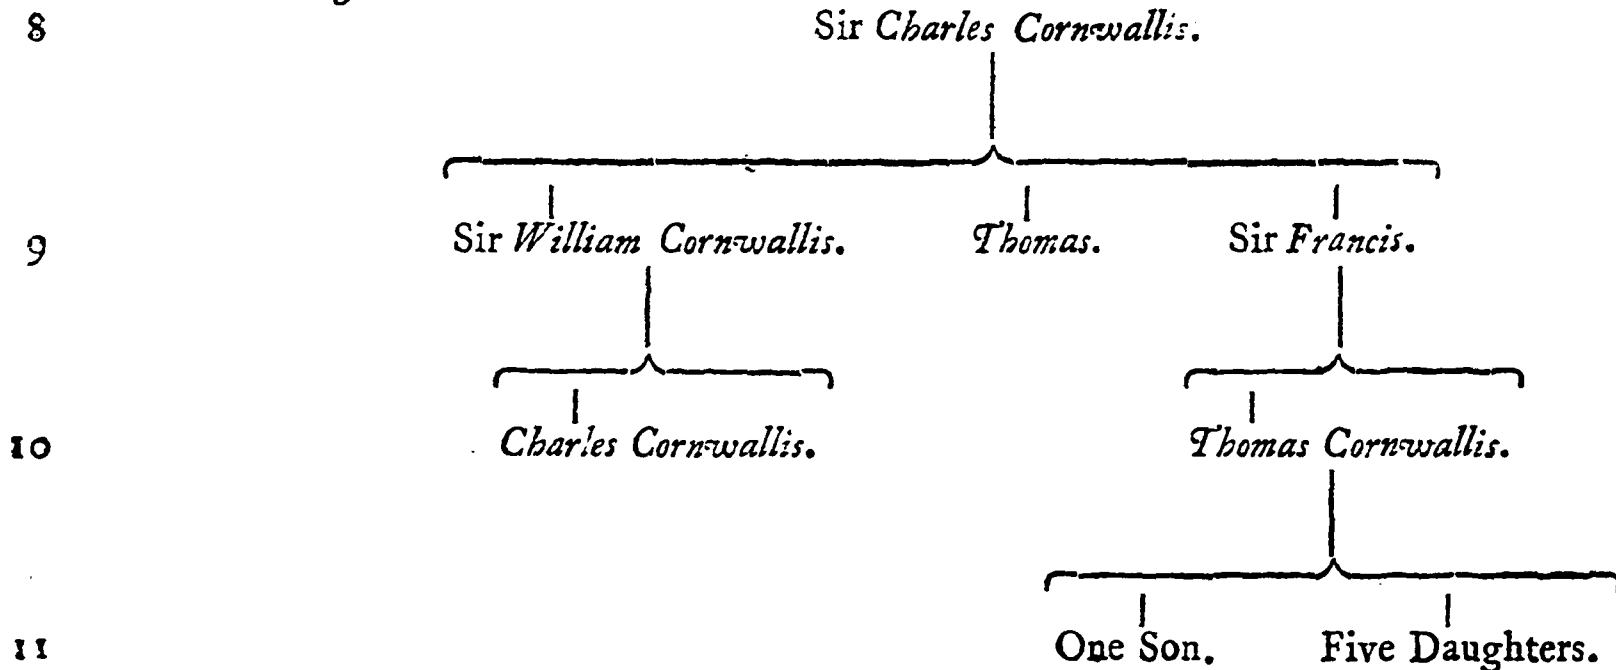 8 Sir Charles Cornwallis.
9 Sir William Cornwallis. Thomas. Sir Francis.
10 Charles Cornwallis. Thomas Cornwallis.
11 One Son. Five Daughters.